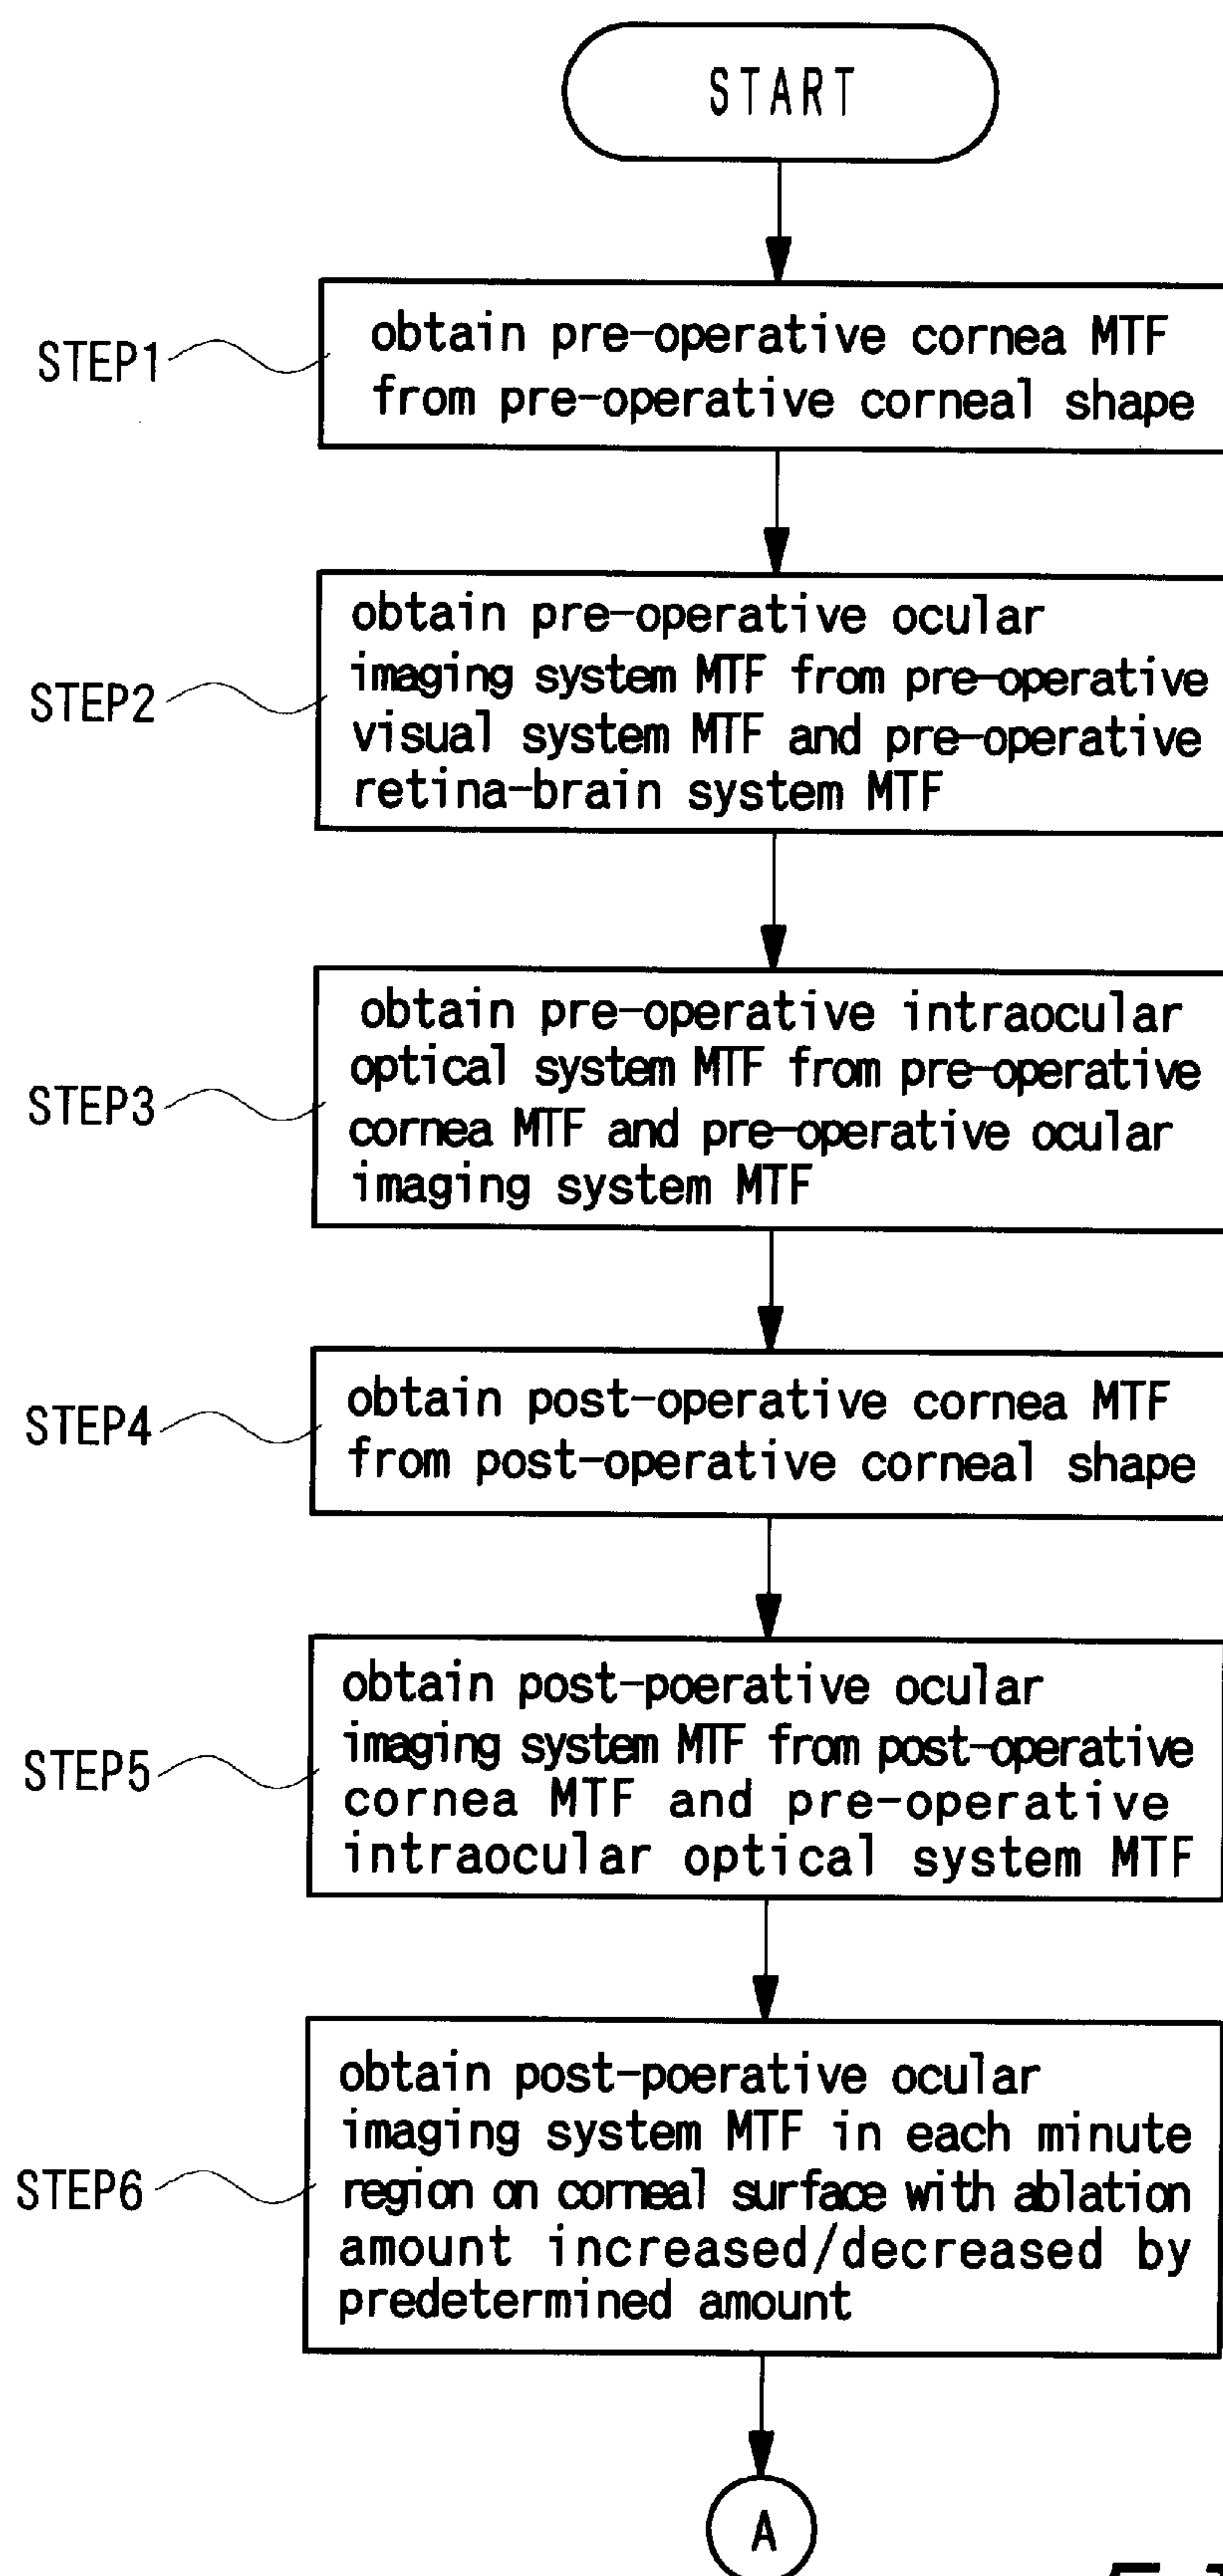 START
STEP1
obtain pre-operative cornea MTF
from pre-operative corneal shape
STEP2
obtain pre-operative ocular
imaging system MTF from pre-operative
visual system MTF and pre-operative
retina-brain system MTF
STEP3
obtain pre-operative intraocular
optical system MTF from pre-operative
cornea MTF and pre-operative ocular
imaging system MTF
STEP4
obtain post-operative cornea MTF
from post-operative corneal shape
STEP5
obtain post-poerative ocular
imaging system MTF from post-operative
cornea MTF and pre-operative
intraocular optical system MTF
STEP6
obtain post-poerative ocular
imaging system MTF in each minute
region on corneal surface with ablation
amount increased/decreased by
predetermined amount
A